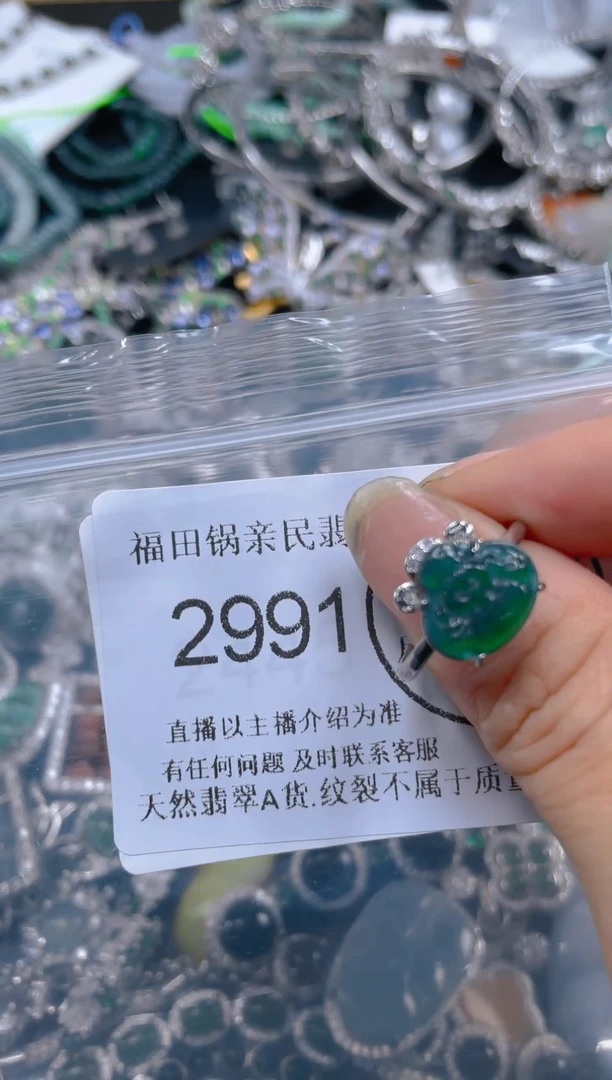 福田锅亲民翡
2991
直播以主播介绍为准
有任何问题 及时联系客服
天然翡翠A货.纹裂不属于质